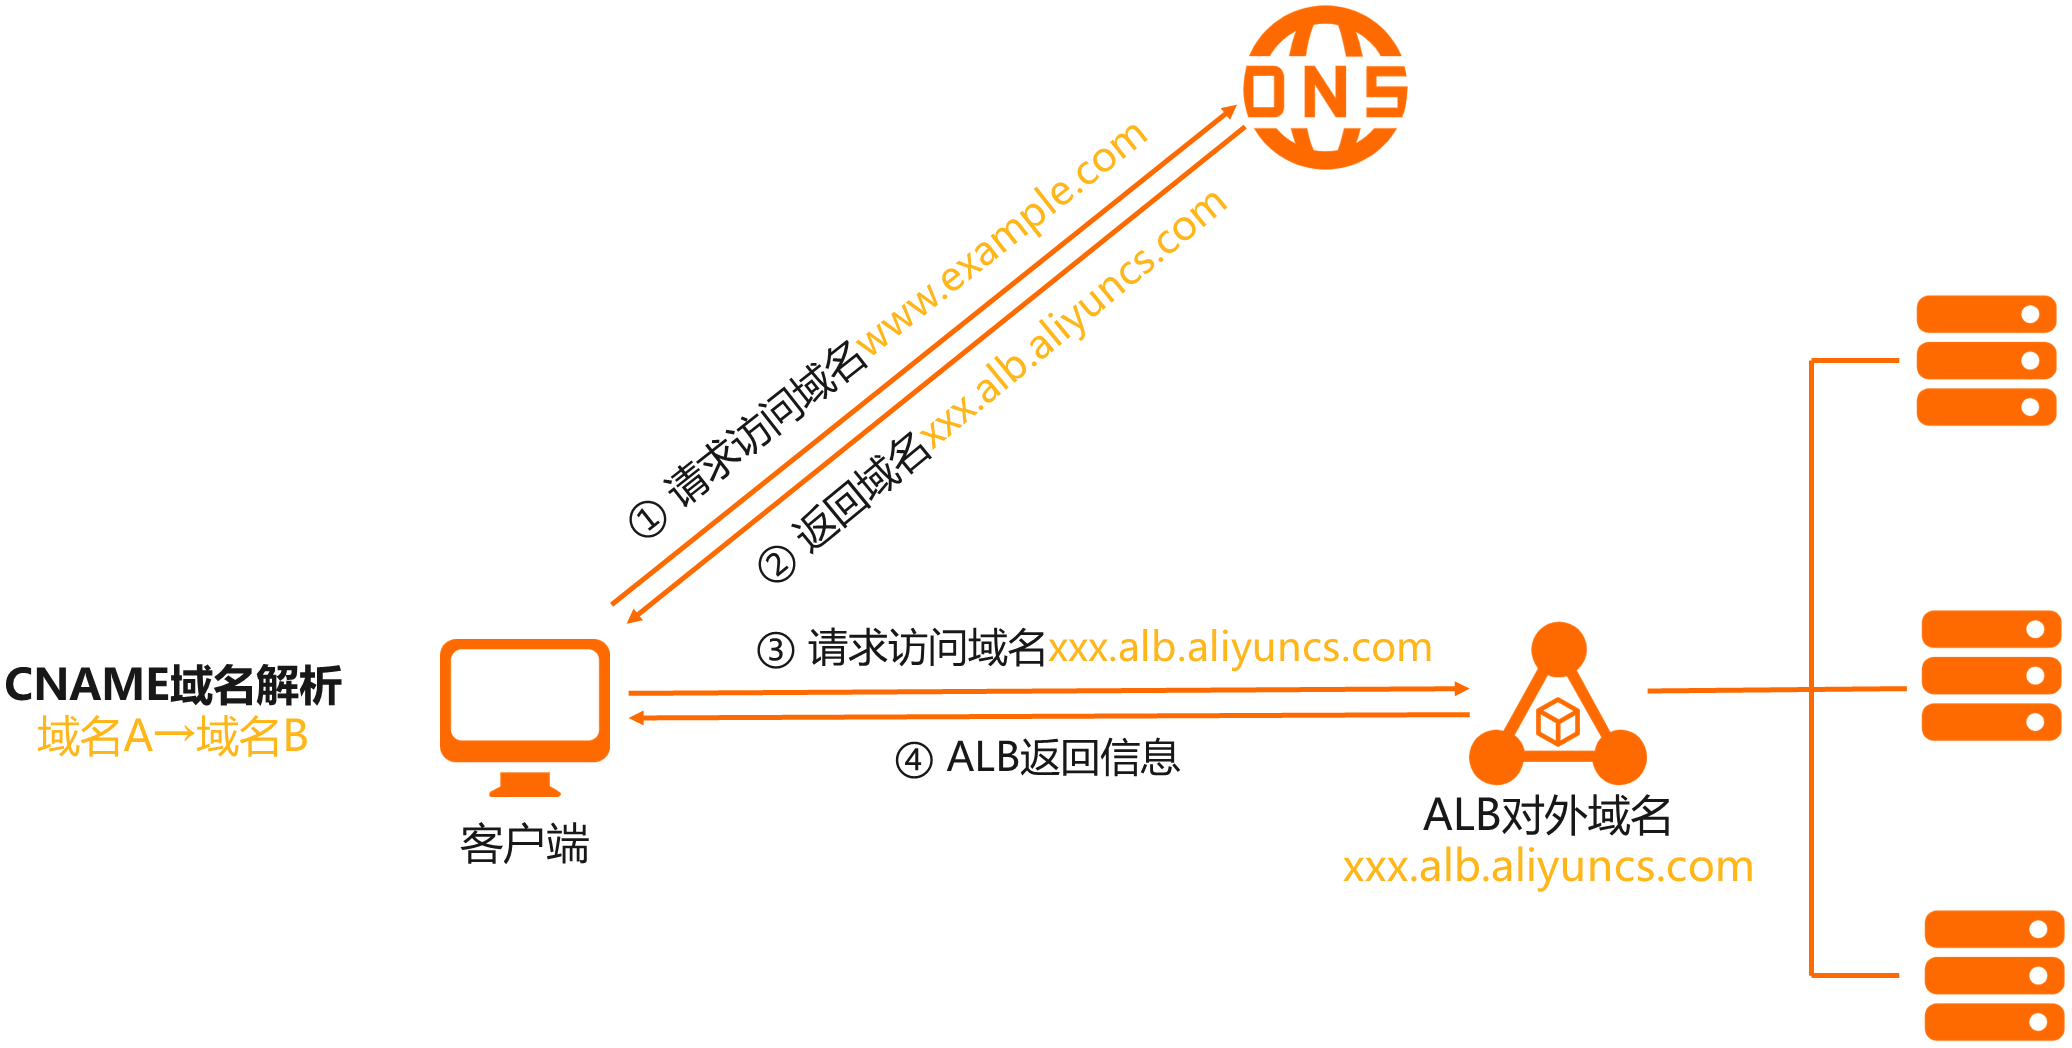 DNS
① 请求访问域名www.example.com
② 返回域名xxx.alb.aliyuncs.com
③ 请求访问域名xxx.alb.aliyuncs.com
④ ALB返回信息
CNAME域名解析
域名A→域名B
客户端
ALB对外域名
xxx.alb.aliyuncs.com